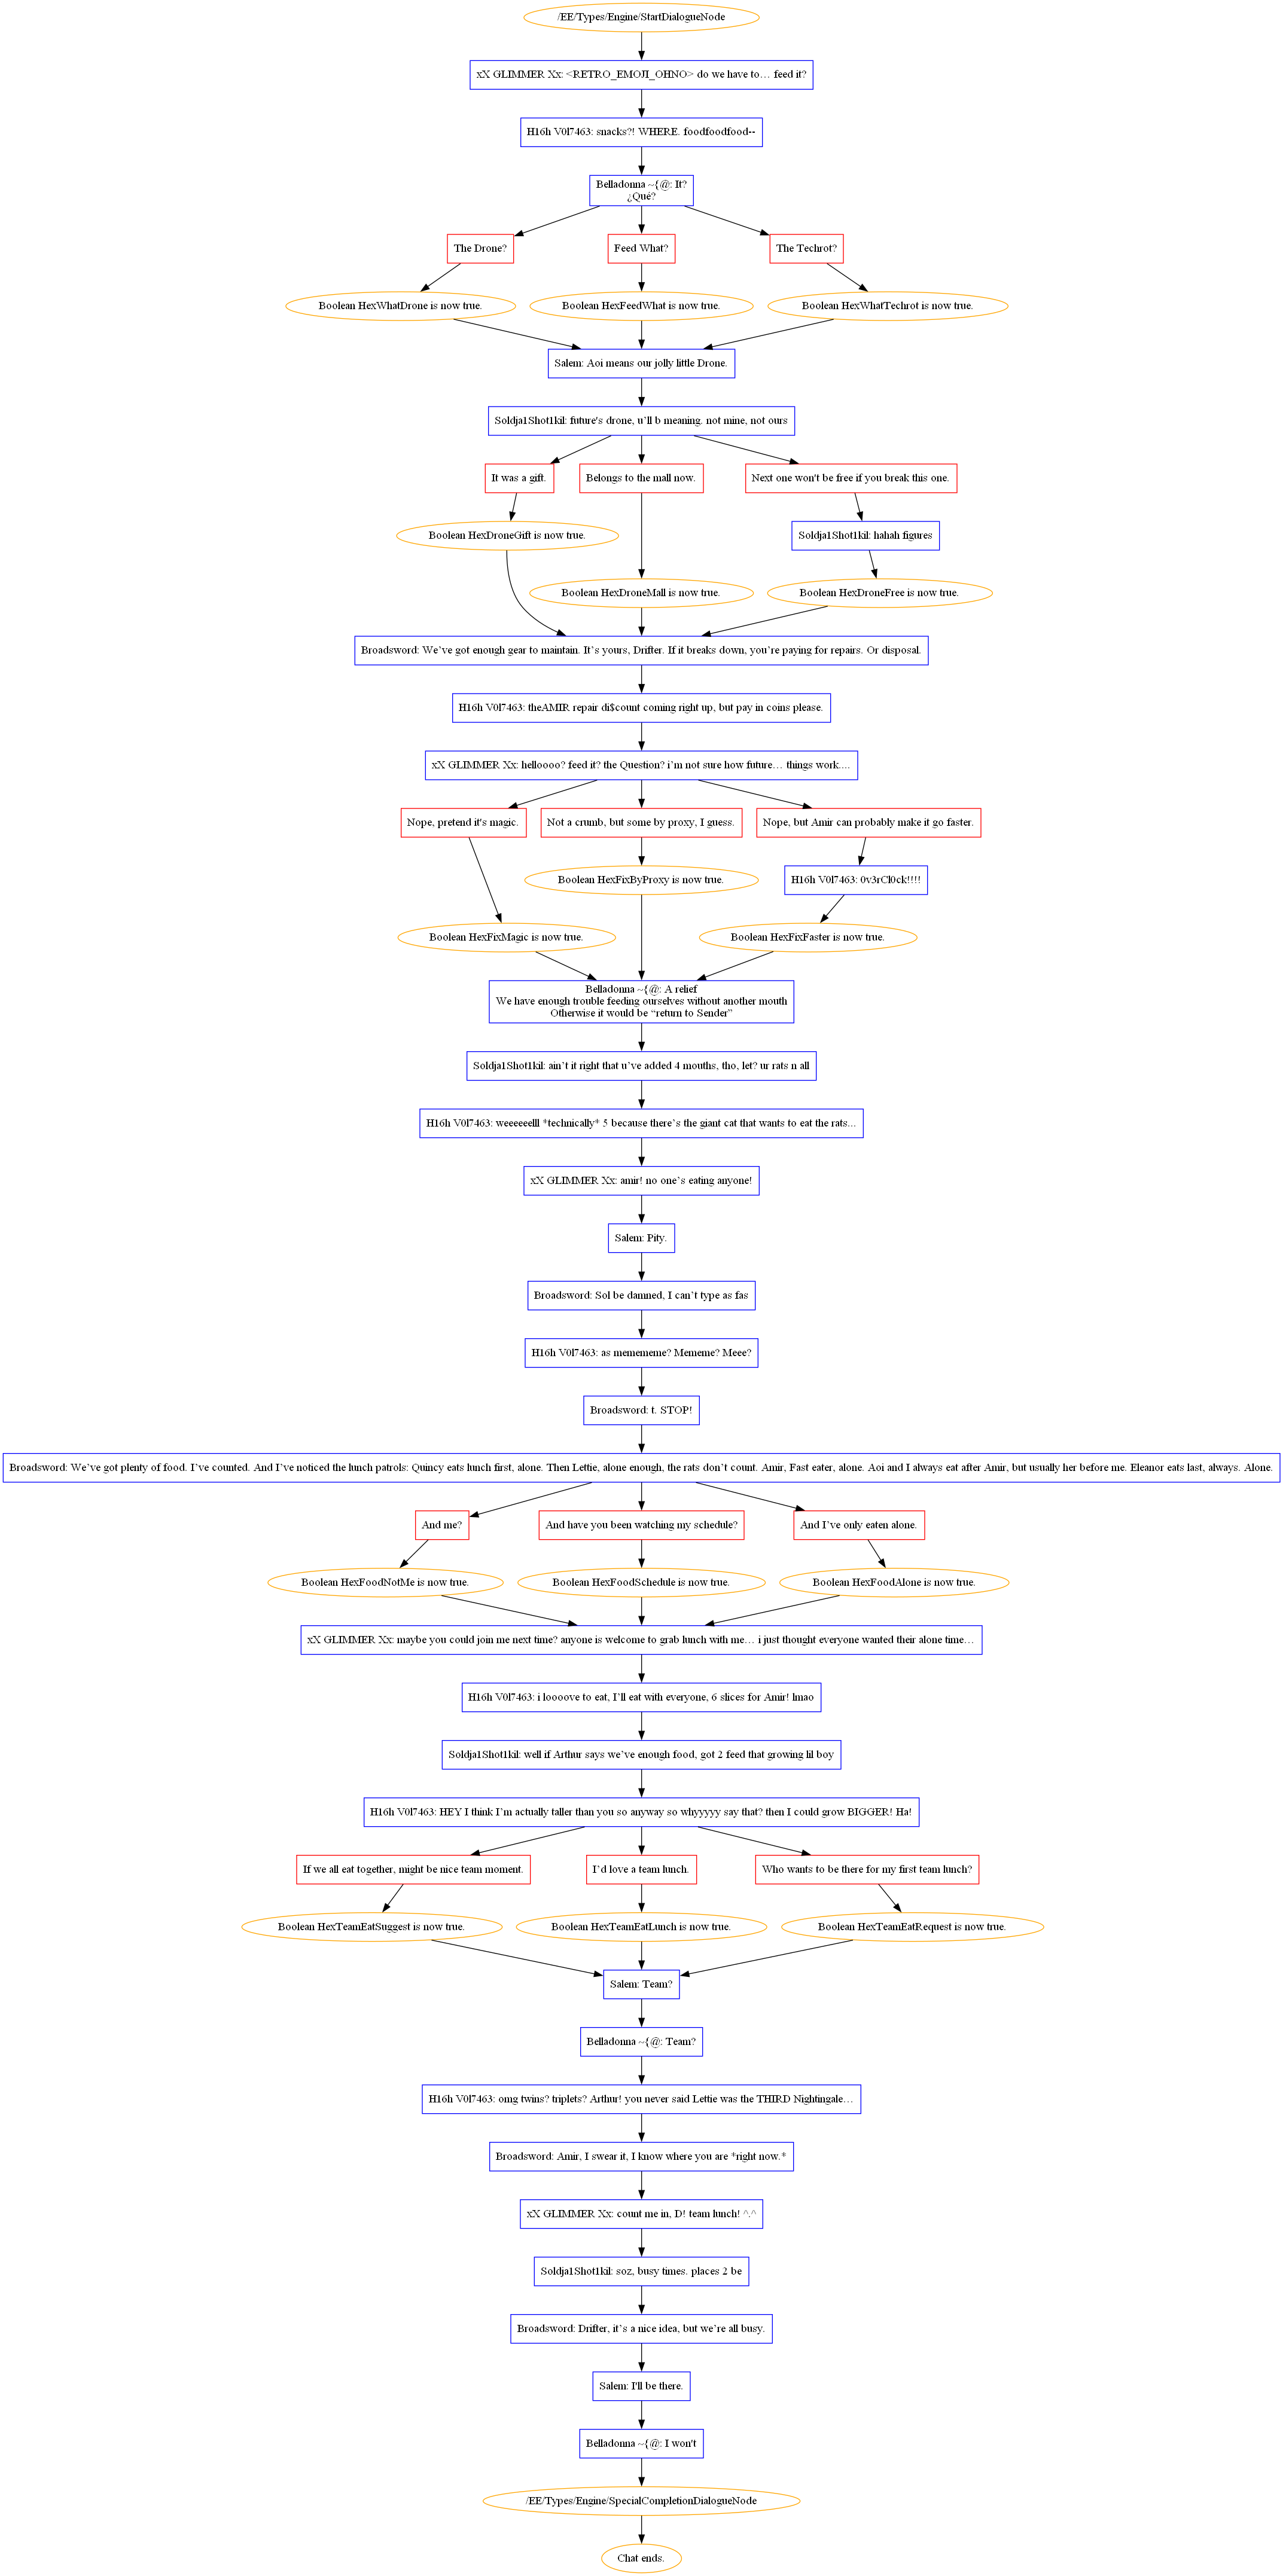 /EE/Types/Engine/StartDialogueNode
xX GLIMMER Xx: <RETRO_EMOJI_OHNO> do we have to… feed it?
H16h V0l7463: snacks?! WHERE. foodfoodfood--
Belladonna ~{@: It?
¿Qué?
The Drone?
Feed What?
The Techrot?
Boolean HexWhatDrone is now true.
Boolean HexFeedWhat is now true.
Boolean HexWhatTechrot is now true.
Salem: Aoi means our jolly little Drone.
Soldja1Shot1kil: future's drone, u’ll b meaning. not mine, not ours
It was a gift.
Belongs to the mall now.
Next one won't be free if you break this one.
Boolean HexDroneGift is now true.
Soldja1Shot1kil: hahah figures
Boolean HexDroneMall is now true.
Boolean HexDroneFree is now true.
Broadsword: We’ve got enough gear to maintain. It’s yours, Drifter. If it breaks down, you’re paying for repairs. Or disposal.
H16h V0l7463: theAMIR repair di$count coming right up, but pay in coins please.
xX GLIMMER Xx: helloooo? feed it? the Question? i’m not sure how future… things work....
Nope, pretend it's magic.
Not a crumb, but some by proxy, I guess.
Nope, but Amir can probably make it go faster.
Boolean HexFixByProxy is now true.
H16h V0l7463: 0v3rCl0ck!!!!
Boolean HexFixMagic is now true.
Boolean HexFixFaster is now true.
Belladonna ~{@: A relief
We have enough trouble feeding ourselves without another mouth
Otherwise it would be “return to Sender”
Soldja1Shot1kil: ain’t it right that u’ve added 4 mouths, tho, let? ur rats n all
H16h V0l7463: weeeeeelll *technically* 5 because there’s the giant cat that wants to eat the rats...
xX GLIMMER Xx: amir! no one’s eating anyone!
Salem: Pity.
Broadsword: Sol be damned, I can’t type as fas
H16h V0l7463: as memememe? Mememe? Meee?
Broadsword: t. STOP!
Broadsword: We’ve got plenty of food. I’ve counted. And I’ve noticed the lunch patrols: Quincy eats lunch first, alone. Then Lettie, alone enough, the rats don’t count. Amir, Fast eater, alone. Aoi and I always eat after Amir, but usually her before me. Eleanor eats last, always. Alone.
And me?
And have you been watching my schedule?
And I’ve only eaten alone.
Boolean HexFoodNotMe is now true.
Boolean HexFoodSchedule is now true.
Boolean HexFoodAlone is now true.
xX GLIMMER Xx: maybe you could join me next time? anyone is welcome to grab lunch with me… i just thought everyone wanted their alone time…
H16h V0l7463: i loooove to eat, I’ll eat with everyone, 6 slices for Amir! lmao
Soldja1Shot1kil: well if Arthur says we’ve enough food, got 2 feed that growing lil boy
H16h V0l7463: HEY I think I’m actually taller than you so anyway so whyyyyy say that? then I could grow BIGGER! Ha!
If we all eat together, might be nice team moment.
I’d love a team lunch.
Who wants to be there for my first team lunch?
Boolean HexTeamEatSuggest is now true.
Boolean HexTeamEatLunch is now true.
Boolean HexTeamEatRequest is now true.
Salem: Team?
Belladonna ~{@: Team?
H16h V0l7463: omg twins? triplets? Arthur! you never said Lettie was the THIRD Nightingale…
Broadsword: Amir, I swear it, I know where you are *right now.*
xX GLIMMER Xx: count me in, D! team lunch! ^.^
Soldja1Shot1kil: soz, busy times. places 2 be
Broadsword: Drifter, it’s a nice idea, but we’re all busy.
Salem: I'll be there.
Belladonna ~{@: I won't
/EE/Types/Engine/SpecialCompletionDialogueNode
Chat ends.